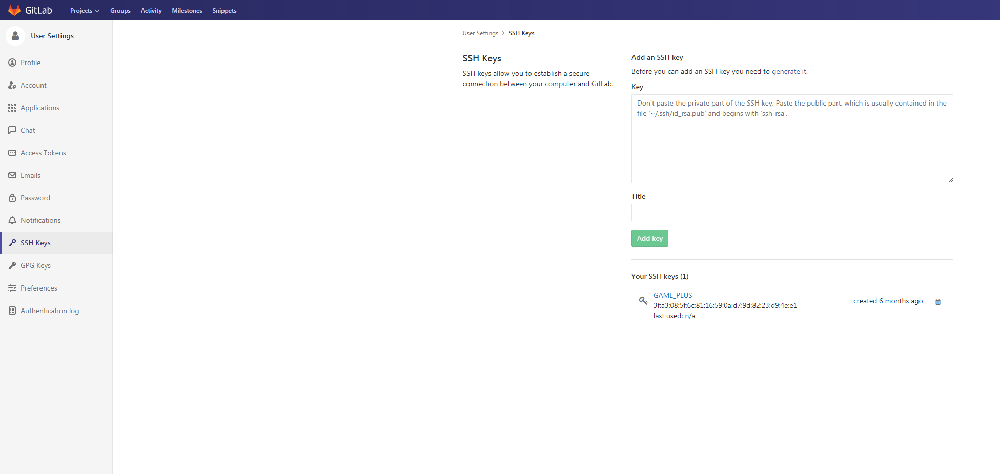 GitLab
Projects
Groups
Activity
Milestones
Snippets
User Settings
Profile
Account
Applications
Chat
Access Tokens
Emails
Password
Notifications
SSH Keys
GPG Keys
Preferences
Authentication log
User Settings > SSH Keys
SSH Keys
SSH keys allow you to establish a secure
connection between your computer and GitLab.
Add an SSH key
Before you can add an SSH key you need to generate it.
Key
Don't paste the private part of the SSH key. Paste the public part, which is usually contained in the
file '~/.ssh/id_rsa.pub' and begins with 'ssh-rsa'.
Title
Add key
Your SSH keys (1)
GAME_PLUS
3f:a3:08:5f:6c:81:16:59:0a:d7:9d:82:23:d9:4e:e1
last used: n/a
created 6 months ago